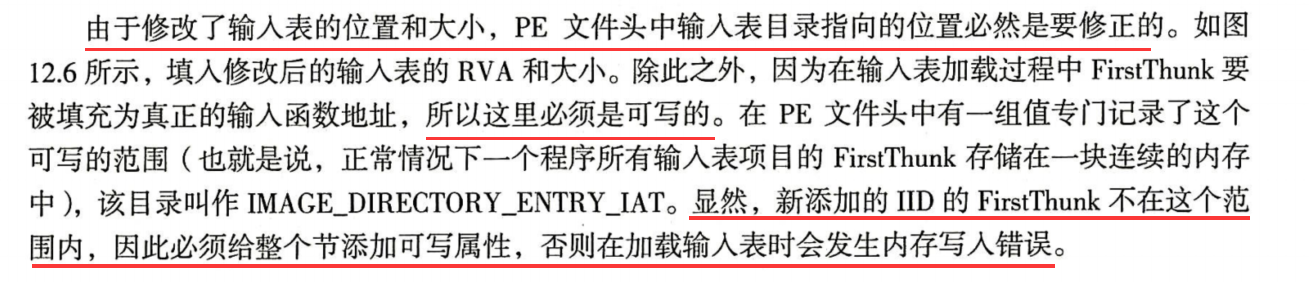 由于修改了输入表的位置和大小，PE 文件头中输入表目录指向的位置必然是要修正的。如图
12.6 所示，填入修改后的输入表的 RVA 和大小。除此之外，因为在输入表加载过程中 FirstThunk 要
被填充为真正的输入函数地址，所以这里必须是可写的。在 PE 文件头中有一组值专门记录了这个
可写的范围（也就是说，正常情况下一个程序所有输入表项目的 FirstThunk 存储在一块连续的内存
中），该目录叫作 IMAGE_DIRECTORY_ENTRY_IAT。显然，新添加的 IID 的 FirstThunk 不在这个范
围内，因此必须给整个节添加可写属性，否则在加载输入表时会发生内存写入错误。